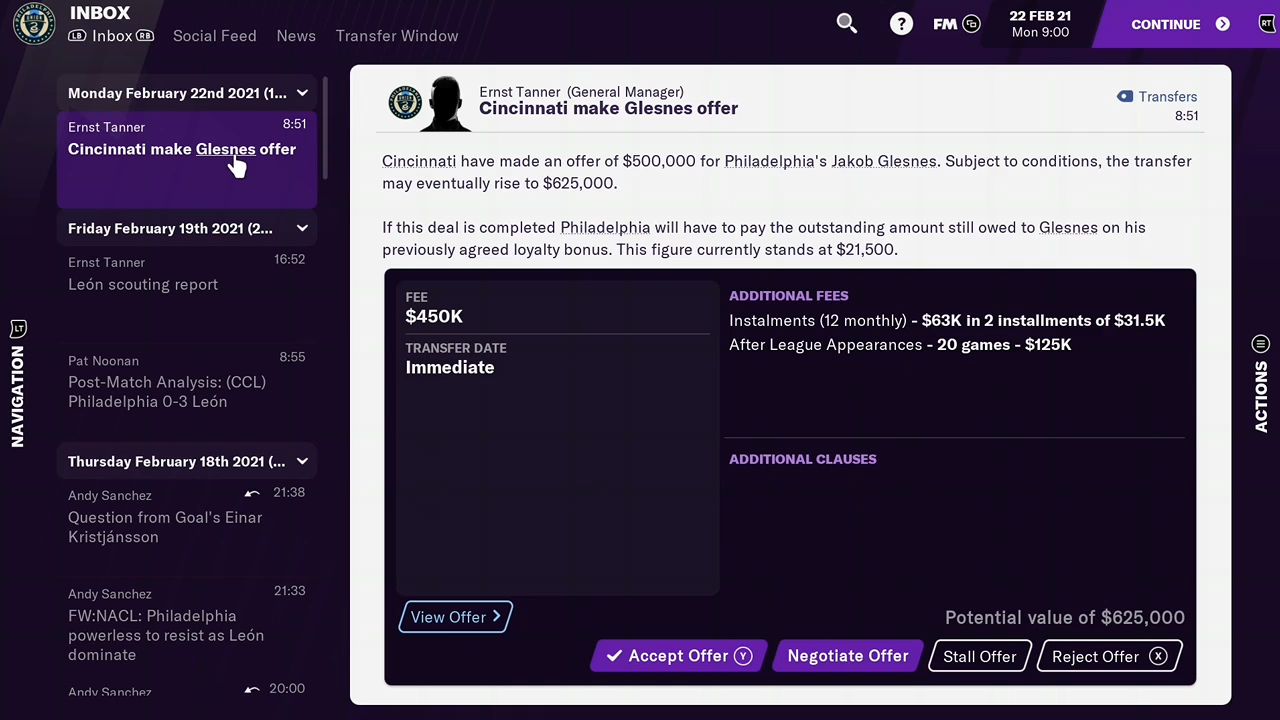 INBOX
LB Inbox RB
Social Feed
News
Transfer Window
?
FM
22 FEB 21
Mon 9:00
CONTINUE
RT
Monday February 22nd 2021 (1...
Ernst Tanner
8:51
Cincinnati make Glesnes offer
Friday February 19th 2021 (2...
Ernst Tanner
16:52
León scouting report
Pat Noonan
8:55
Post-Match Analysis: (CCL)
Philadelphia 0-3 León
Thursday February 18th 2021 (...
Andy Sanchez
21:38
Question from Goal's Einar
Kristjánsson
Andy Sanchez
21:33
FW:NACL: Philadelphia
powerless to resist as León
dominate
Andy Sanchez
20:00
NAVIGATION
LT
Ernst Tanner (General Manager)
Cincinnati make Glesnes offer
Transfers
8:51
Cincinnati have made an offer of $500,000 for Philadelphia's Jakob Glesnes. Subject to conditions, the transfer
may eventually rise to $625,000.
If this deal is completed Philadelphia will have to pay the outstanding amount still owed to Glesnes on his
previously agreed loyalty bonus. This figure currently stands at $21,500.
FEE
$450K
TRANSFER DATE
Immediate
ADDITIONAL FEES
Instalments (12 monthly) - $63K in 2 installments of $31.5K
After League Appearances - 20 games - $125K
ADDITIONAL CLAUSES
View Offer
Potential value of $625,000
Accept Offer Y
Negotiate Offer
Stall Offer
Reject Offer X
ACTIONS